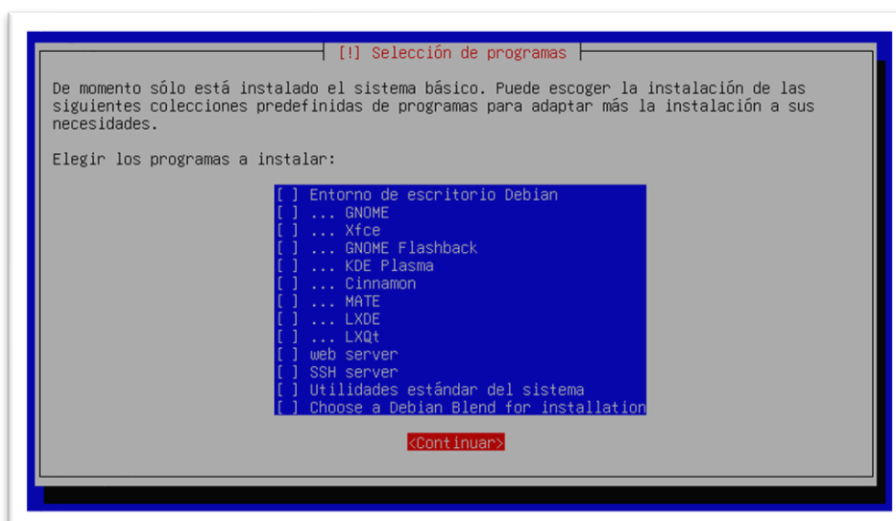 [!] Selección de programas
De momento sólo está instalado el sistema básico. Puede escoger la instalación de las
siguientes colecciones predefinidas de programas para adaptar más la instalación a sus
necesidades.
Elegir los programas a instalar:
[ ] Entorno de escritorio Debian
[ ] ... GNOME
[ ] ... Xfce
[ ] ... GNOME Flashback
[ ] ... KDE Plasma
[ ] ... Cinnamon
[ ] ... MATE
[ ] ... LXDE
[ ] ... LXQt
[ ] web server
[ ] SSH server
[ ] Utilidades estándar del sistema
[ ] Choose a Debian Blend for installation
<Continuar>